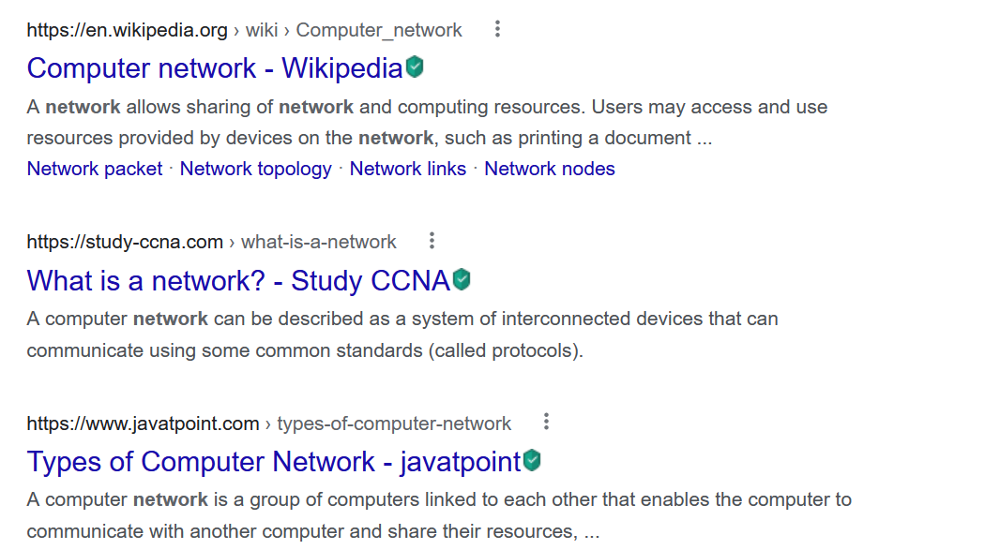 https://en.wikipedia.org › wiki › Computer_network
Computer network - Wikipedia
A network allows sharing of network and computing resources. Users may access and use
resources provided by devices on the network, such as printing a document ...
Network packet · Network topology · Network links · Network nodes
https://study-ccna.com › what-is-a-network
What is a network? - Study CCNA
A computer network can be described as a system of interconnected devices that can
communicate using some common standards (called protocols).
https://www.javatpoint.com › types-of-computer-network
Types of Computer Network - javatpoint
A computer network is a group of computers linked to each other that enables the computer to
communicate with another computer and share their resources, ...